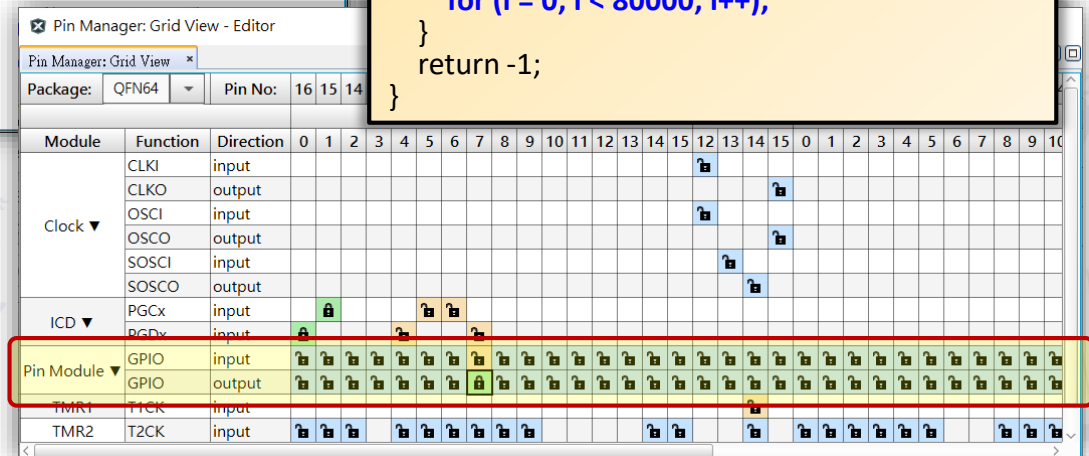 for (i = 0; i < 80000; i++);
}
return -1;
}
Pin Manager: Grid View - Editor
Pin Manager: Grid View ×
Package: QFN64 Pin No: 16 15 14
Module Function Direction 0 1 2 3 4 5 6 7 8 9 10 11 12 13 14 15 12 13 14 15 0 1 2 3 4 5 6 7 8 9 10
Clock ▼
CLKI input
CLKO output
OSCI input
OSCO output
SOSCI input
SOSCO output
ICD ▼
PGCx input
PGDx input
Pin Module ▼
GPIO input
GPIO output
TMR1 T1CK input
TMR2 T2CK input